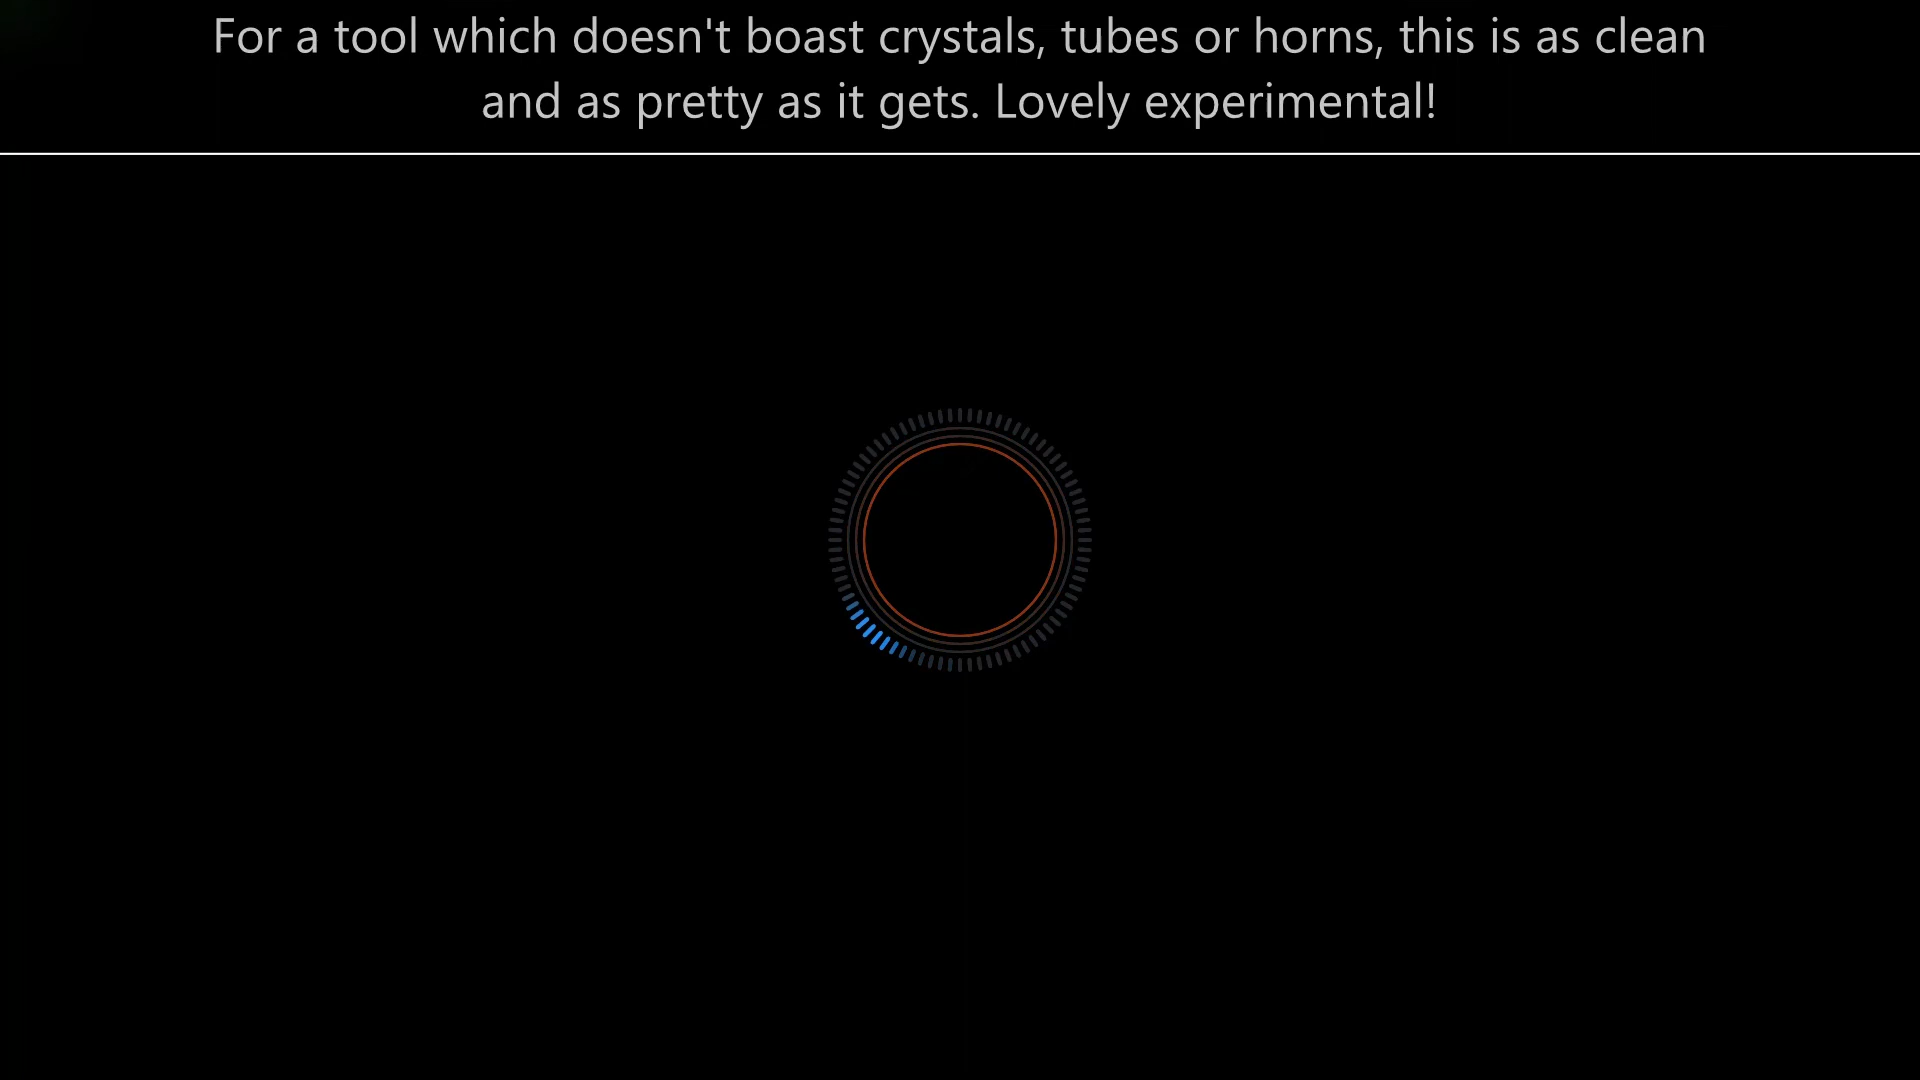 For a tool which doesn't boast crystals, tubes or horns, this is as clean
and as pretty as it gets. Lovely experimental!